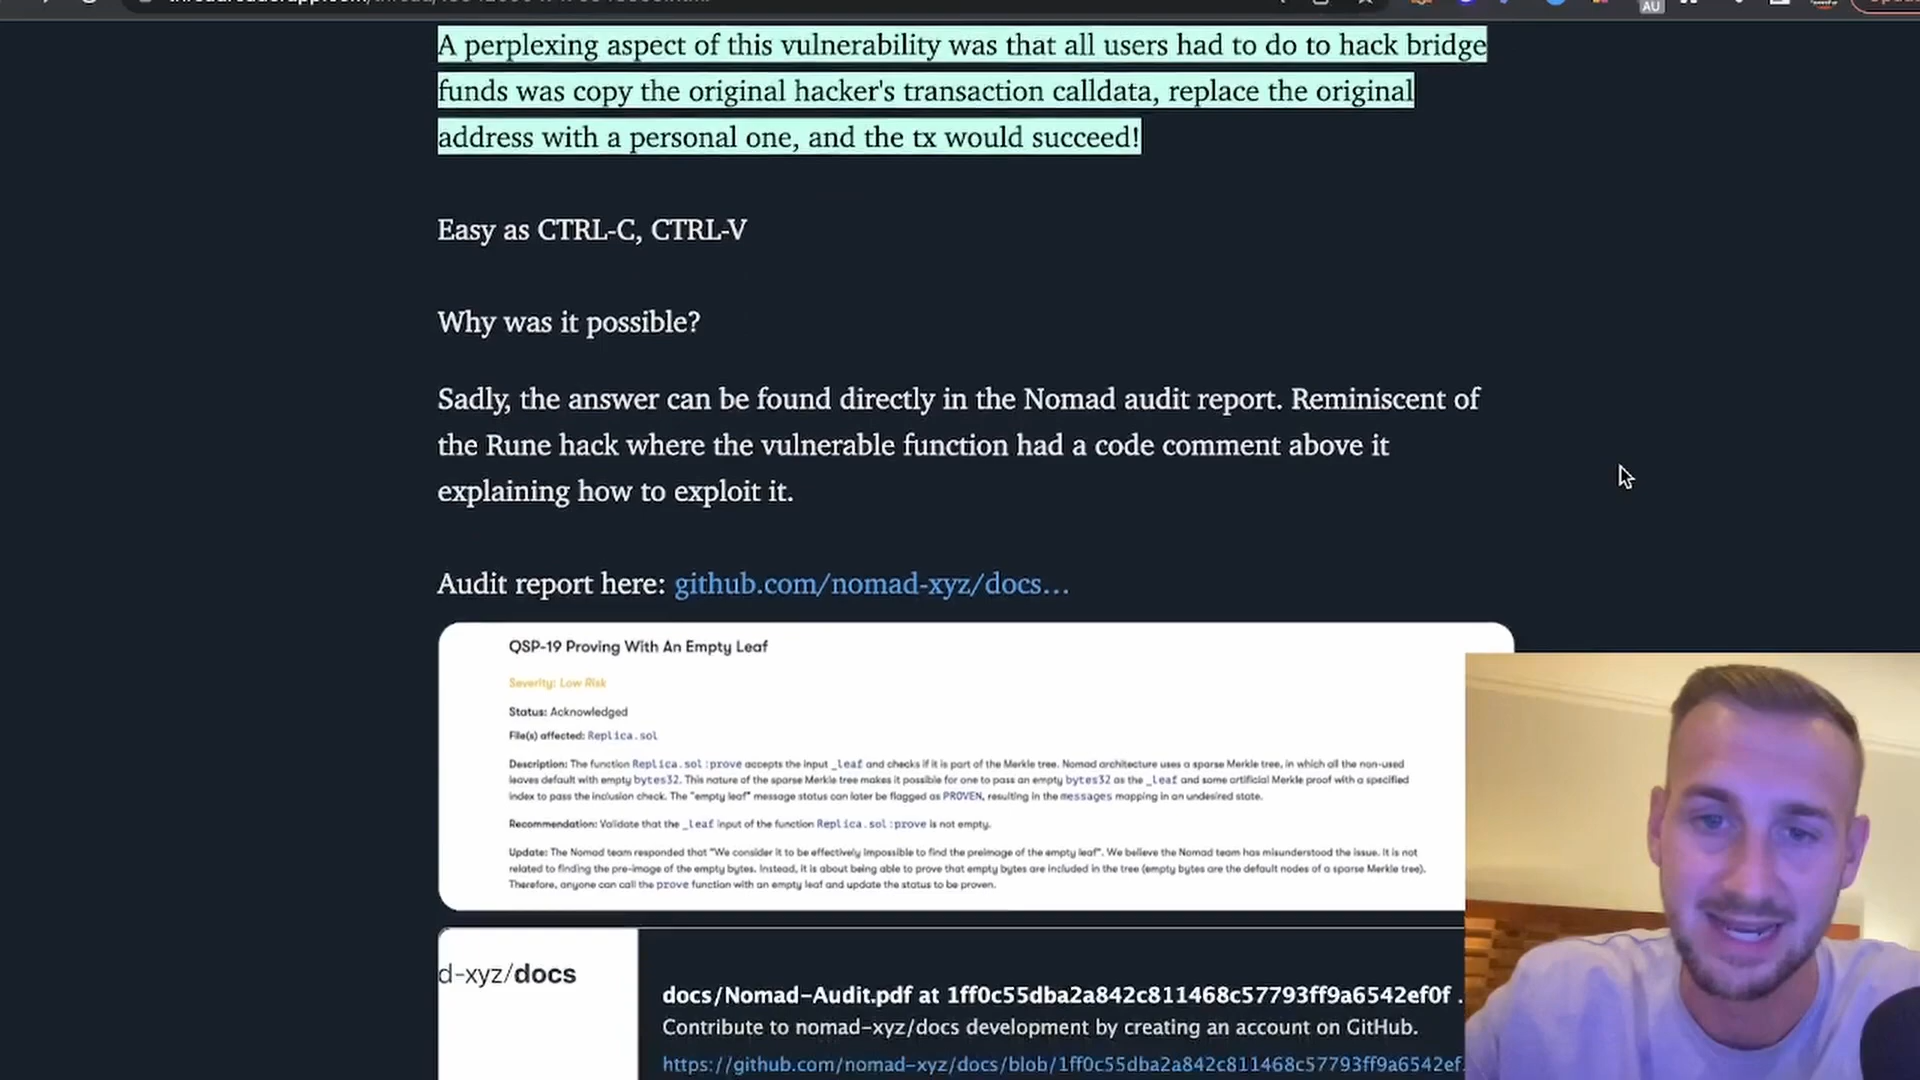 AU
A perplexing aspect of this vulnerability was that all users had to do to hack bridge
funds was copy the original hacker's transaction calldata, replace the original
address with a personal one, and the tx would succeed!
Easy as CTRL-C, CTRL-V
Why was it possible?
Sadly, the answer can be found directly in the Nomad audit report. Reminiscent of
the Rune hack where the vulnerable function had a code comment above it
explaining how to exploit it.
Audit report here: github.com/nomad-xyz/docs…
QSP-19 Proving With An Empty Leaf
Severity: Low Risk
Status: Acknowledged
File(s) affected: Replica.sol
Description: The function Replica.sol:prove accepts the input _leaf and checks if it is part of the Merkle tree. Nomad architecture uses a sparse Merkle tree, in which all the non-used
leaves default with empty bytes32. This nature of the sparse Merkle tree makes it possible for one to pass an empty bytes32 as the _leaf and some artificial Merkle proof with a specified
index to pass the inclusion check. The "empty leaf" message status can later be flagged as PROVEN, resulting in the messages mapping in an undesired state.
Recommendation: Validate that the _leaf input of the function Replica.sol:prove is not empty.
Update: The Nomad team responded that "We consider it to be effectively impossible to find the preimage of the empty leaf". We believe the Nomad team has misunderstood the issue. It is not
related to finding the pre-image of the empty bytes. Instead, it is about being able to prove that empty bytes are included in the tree (empty bytes are the default nodes of a sparse Merkle tree).
Therefore, anyone can call the prove function with an empty leaf and update the status to be proven.
d-xyz/docs
docs/Nomad-Audit.pdf at 1ff0c55dba2a842c811468c57793ff9a6542ef0f .
Contribute to nomad-xyz/docs development by creating an account on GitHub.
https://github.com/nomad-xyz/docs/blob/1ff0c55dba2a842c811468c57793ff9a6542ef.